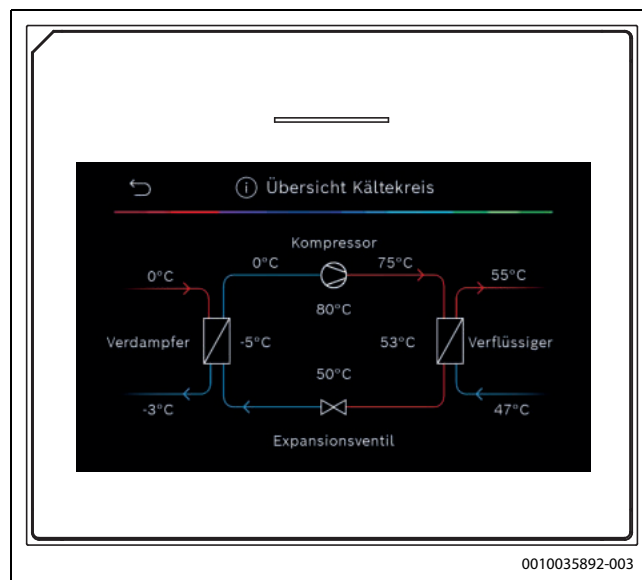 Übersicht Kältekreis
Kompressor
0°C 0°C 75°C 55°C
80°C
Verdampfer -5°C 53°C Verflüssiger
50°C
-3°C 47°C
Expansionsventil
0010035892-003